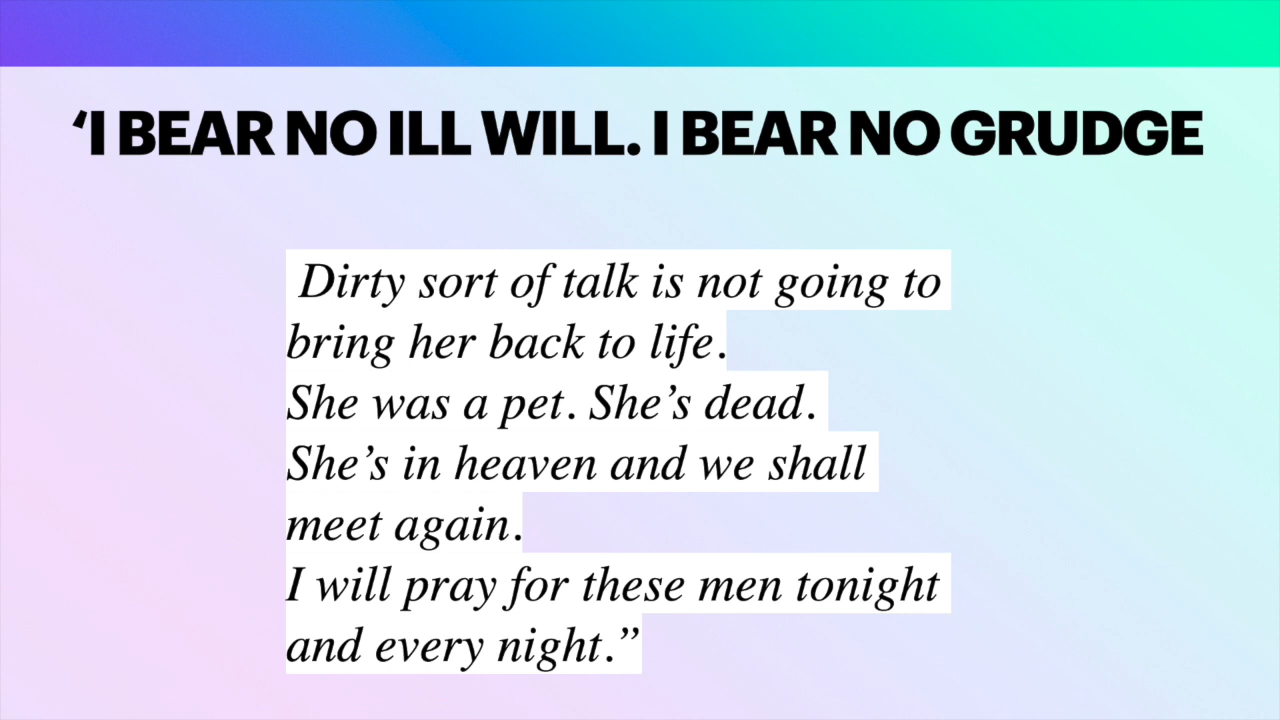 ‘I BEAR NO ILL WILL. I BEAR NO GRUDGE
Dirty sort of talk is not going to
bring her back to life.
She was a pet. She’s dead.
She’s in heaven and we shall
meet again.
I will pray for these men tonight
and every night.”